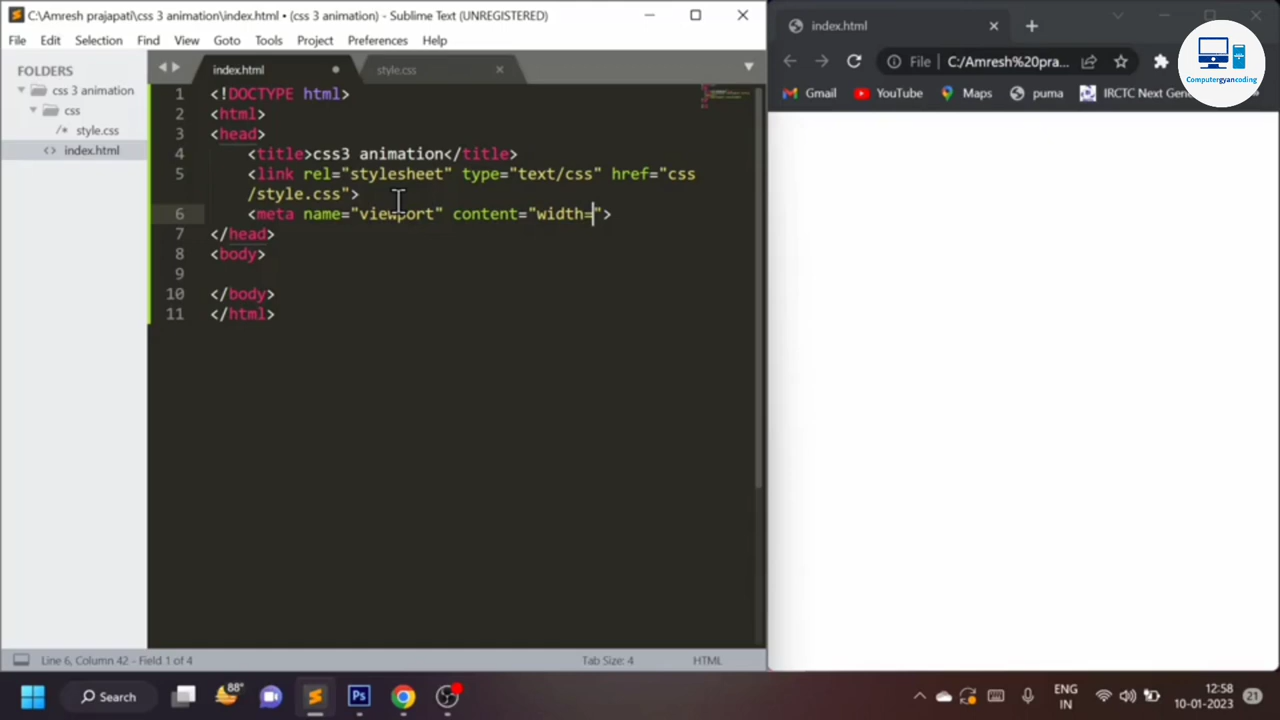 C:\Amresh prajapati\css 3 animation\index.html • (css 3 animation) - Sublime Text (UNREGISTERED)
File Edit Selection Find View Goto Tools Project Preferences Help
FOLDERS
css 3 animation
css
/* style.css
<> index.html
index.html
style.css
1 <!DOCTYPE html>
2 <html>
3 <head>
4 <title>css3 animation</title>
5 <link rel="stylesheet" type="text/css" href="css
/style.css">
6 <meta name="viewport" content="width=">
7 </head>
8 <body>
9
10 </body>
11 </html>
Line 6, Column 42 - Field 1 of 4
Tab Size: 4
HTML
index.html
File C:/Amresh%20pra...
Gmail YouTube Maps puma IRCTC Next Gene
Computergyancoding
Search
88°
Ps
ENG
IN
12:58
10-01-2023
21